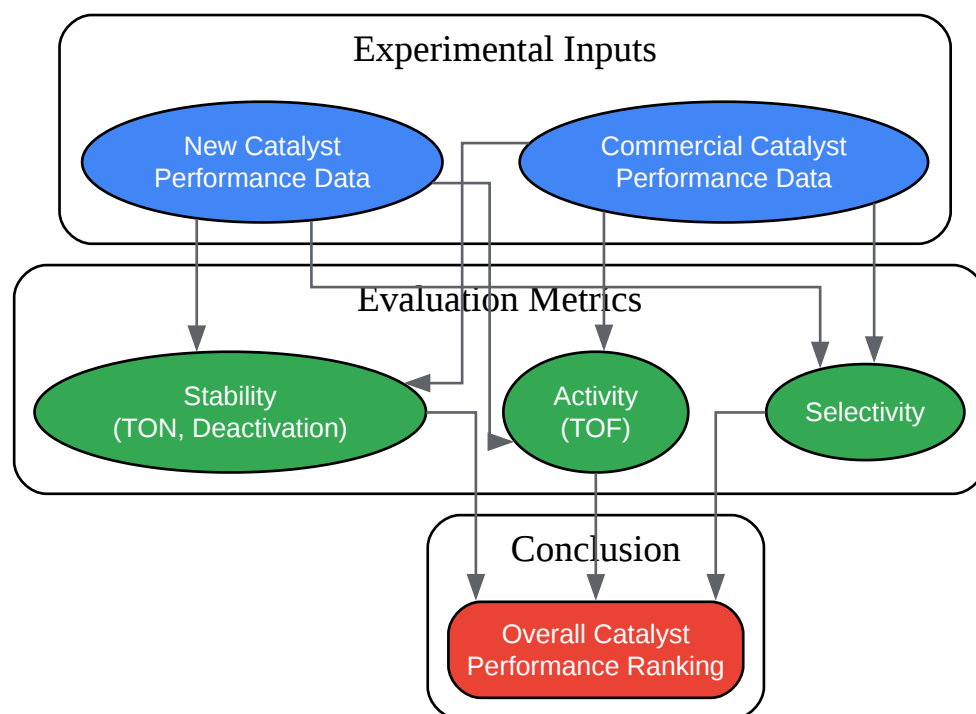 Experimental Inputs
New Catalyst
Performance Data
Commercial Catalyst
Performance Data
Evaluation Metrics
Stability
(TON, Deactivation)
Activity
(TOF)
Selectivity
Conclusion
Overall Catalyst
Performance Ranking